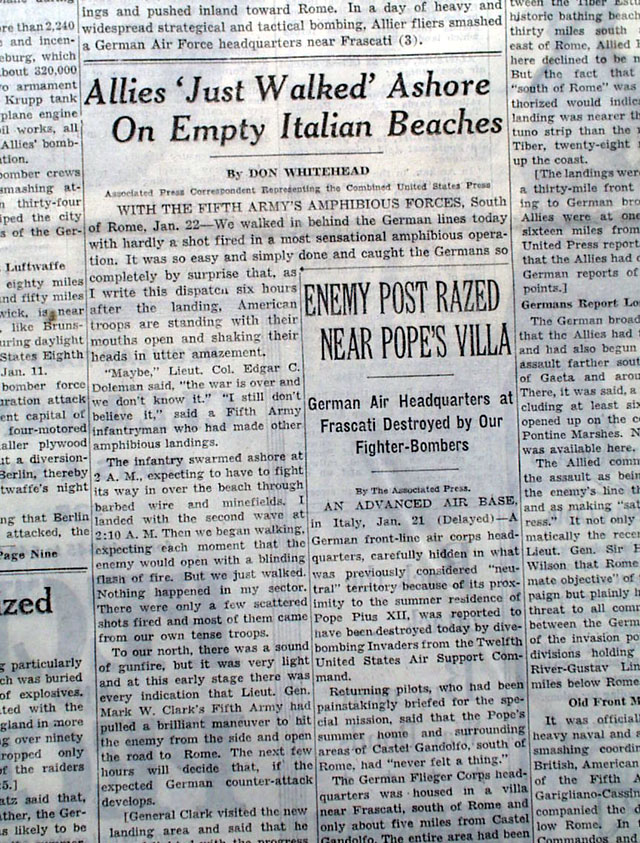 ore than 2,240
and incen-
eburg, which
about 320,000
vo armament
Krupp tank
plane engine
oil works, all
Allies' bomb-
ation.
bomber crews
smashing at-
thirty-four
iped the city
s of the Ger-
Luftwaffe
eighty miles
nd fifty miles
wick, is near
like Bruns-
uring daylight
States Eighth
Jan. 11.
bomber force
uration attack
ent capital of
four-motored
aller plywood
ut a diversion-
Berlin, thereby
twaffe's night
ng that Berlin
attacked, the
Page Nine
ized
g particularly
ch was buried
of explosives.
ted with the
gland in more
g over ninety
ropped only
f the raiders
5.]
atz said that,
ather, the Ger-
s likely to be
ings and pushed inland toward Rome. In a day of heavy and
widespread strategical and tactical bombing, Allier fliers smashed
a German Air Force headquarters near Frascati (3).
Allies 'Just Walked' Ashore
On Empty Italian Beaches
By DON WHITEHEAD
Associated Press Correspondent Representing the Combined United States Press
WITH THE FIFTH ARMY'S AMPHIBIOUS FORCES, South
of Rome, Jan. 22—We walked in behind the German lines today
with hardly a shot fired in a most sensational amphibious opera-
tion. It was so easy and simply done and caught the Germans so
completely by surprise that, as
I write this dispatch six hours
after the landing, American
troops are standing with their
mouths open and shaking their
heads in utter amazement.
"Maybe," Lieut. Col. Edgar C.
Doleman said, "the war is over and
we don't know it." "I still don't
believe it," said a Fifth Army
infantryman who had made other
amphibious landings.
The infantry swarmed ashore at
2 A. M., expecting to have to fight
its way in over the beach through
barbed wire and minefields. I
landed with the second wave at
2:10 A. M. Then we began walking,
expecting each moment that the
enemy would open with a blinding
flash of fire. But we just walked.
Nothing happened in my sector.
There were only a few scattered
shots fired and most of them came
from our own tense troops.
To our north, there was a sound
of gunfire, but it was very light
and at this early stage there was
every indication that Lieut. Gen.
Mark W. Clark's Fifth Army had
pulled a brilliant maneuver to hit
the enemy from the side and open
the road to Rome. The next few
hours will decide that, if the
expected German counter-attack
develops.
[General Clark visited the new
landing area and said that he
ENEMY POST RAZED
NEAR POPE'S VILLA
German Air Headquarters at
Frascati Destroyed by Our
Fighter-Bombers
By The Associated Press.
AN ADVANCED AIR BASE,
in Italy, Jan. 21 (Delayed)—A
German front-line air corps head-
quarters, carefully hidden in what
was previously considered "neu-
tral" territory because of its prox-
imity to the summer residence of
Pope Pius XII, was reported to
have been destroyed today by dive-
bombing Invaders from the Twelfth
United States Air Support Com-
mand.
Returning pilots, who had been
painstakingly briefed for the spe-
cial mission, said that the Pope's
summer home and surrounding
areas of Castel Gandolfo, south of
Rome, had "never felt a thing."
The German Flieger Corps head-
quarters was housed in a villa
near Frascati, south of Rome and
only about five miles from Castel
Gandolfo. The entire area had been
tween the Tiber Estu
historic bathing beac
thirty miles south
east of Rome, Allied
here declined to be n
But the fact that
"south of Rome" was
thorized would indic
landing was nearer th
tuno strip than the
Tiber, twenty-eight
up the coast.
[The landings were
a thirty-mile front
ing to German bro
Allies were at one
sixteen miles from
United Press report
that the Allies had c
German reports of
points.]
Germans Report Lo
The German broad
that the Allies had
and had also begun
assault farther sout
of Gaeta and arou
There, it was said, a
cluding at least six
opened up on the co
Pontine Marshes. N
was available here.
The Allied comm
the assault as bein
the enemy's line th
and as making "sat
ress." It not only
matically the recen
Lieut. Gen. Sir H
Wilson that Rome
mate objective" of
paign but plainly h
threat to all comm
between the Germ
of the invasion po
divisions holding
River-Gustav Lin
miles below Rome.
Old Front M
It was official
heavy naval and a
smashing coordin
British, American
of the Fifth A
Garigliano-Cassin
companied the
low Rome. In t
Commandos and